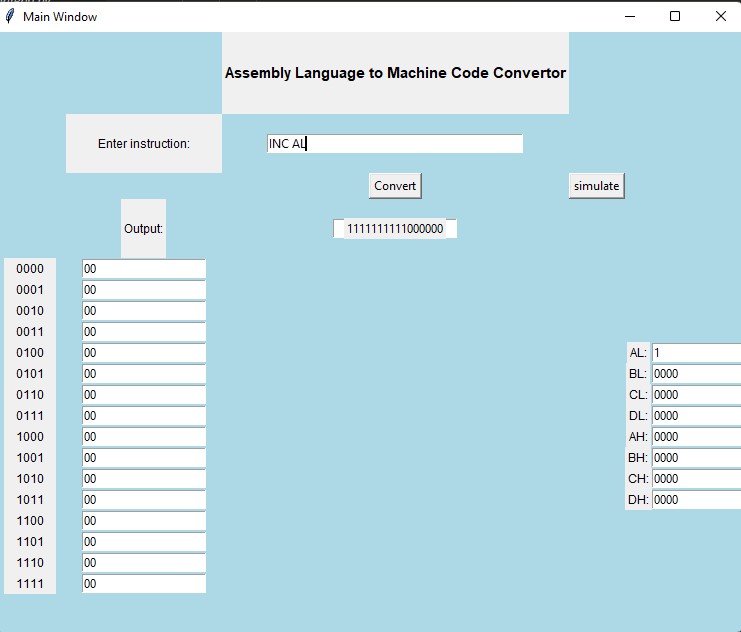 Main Window
Assembly Language to Machine Code Convertor
Enter instruction: INC AL
Convert simulate
Output: 1111111111000000
0000 00
0001 00
0010 00
0011 00
0100 00 AL: 1
0101 00 BL: 0000
0110 00 CL: 0000
0111 00 DL: 0000
1000 00 AH: 0000
1001 00 BH: 0000
1010 00 CH: 0000
1011 00 DH: 0000
1100 00
1101 00
1110 00
1111 00